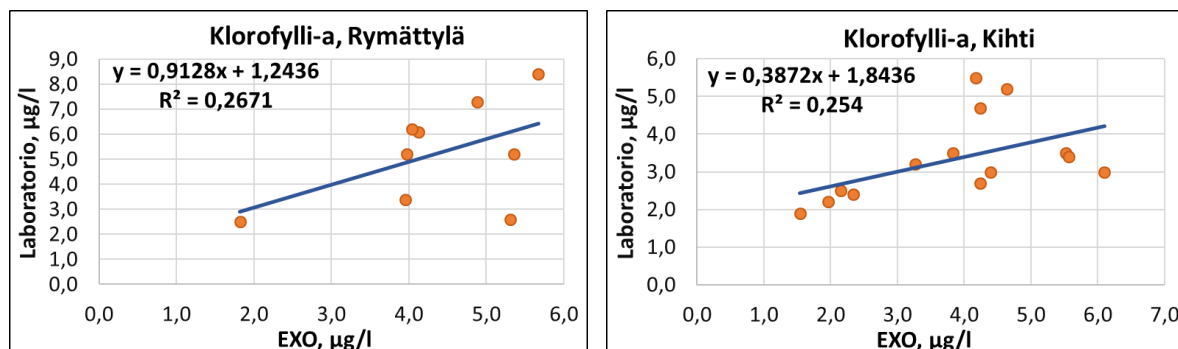 Klorofylli-a, Rymättylä
y = 0,9128x + 1,2436
R² = 0,2671
Laboratorio, µg/l
9,0
8,0
7,0
6,0
5,0
4,0
3,0
2,0
1,0
0,0
0,0 1,0 2,0 3,0 4,0 5,0 6,0
EXO, µg/l
Klorofylli-a, Kihti
y = 0,3872x + 1,8436
R² = 0,254
Laboratorio, µg/l
6,0
5,0
4,0
3,0
2,0
1,0
0,0
0,0 1,0 2,0 3,0 4,0 5,0 6,0 7,0
EXO, µg/l